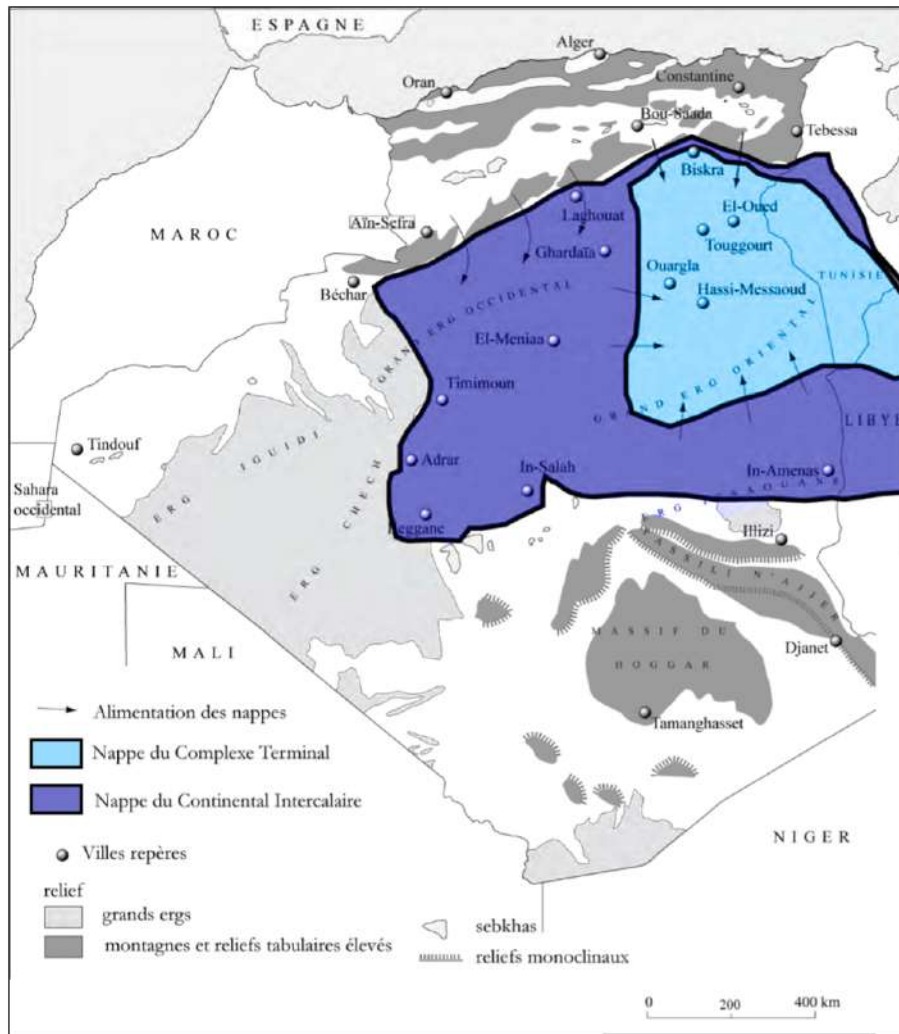 ESPAGNE
Alger
Oran
Constantine
Bou-Saada
Tebessa
Biskra
Aïn-Sefra
Laghouat
El-Oued
Touggourt
MAROC
Ghardaïa
Ouargla
Hassi-Messaoud
TUNISIE
Béchar
GRAND ERG OCCIDENTAL
El-Meniaa
GRAND ERG ORIENTAL
Timimoun
LIBYE
Tindouf
ERG IGUIDI
Adrar
In-Salah
In-Amenas
Sahara
occidental
ERG CHECH
Reggane
ERG ISSOUANE
Illizi
TASSILI N'AJJER
MAURITANIE
MALI
MASSIF DU
HOGGAR
Djanet
Tamanghasset
Alimentation des nappes
Nappe du Complexe Terminal
Nappe du Continental Intercalaire
NIGER
Villes repères
relief
grands ergs
montagnes et reliefs tabulaires élevés
sebkhas
reliefs monoclinaux
0 200 400 km